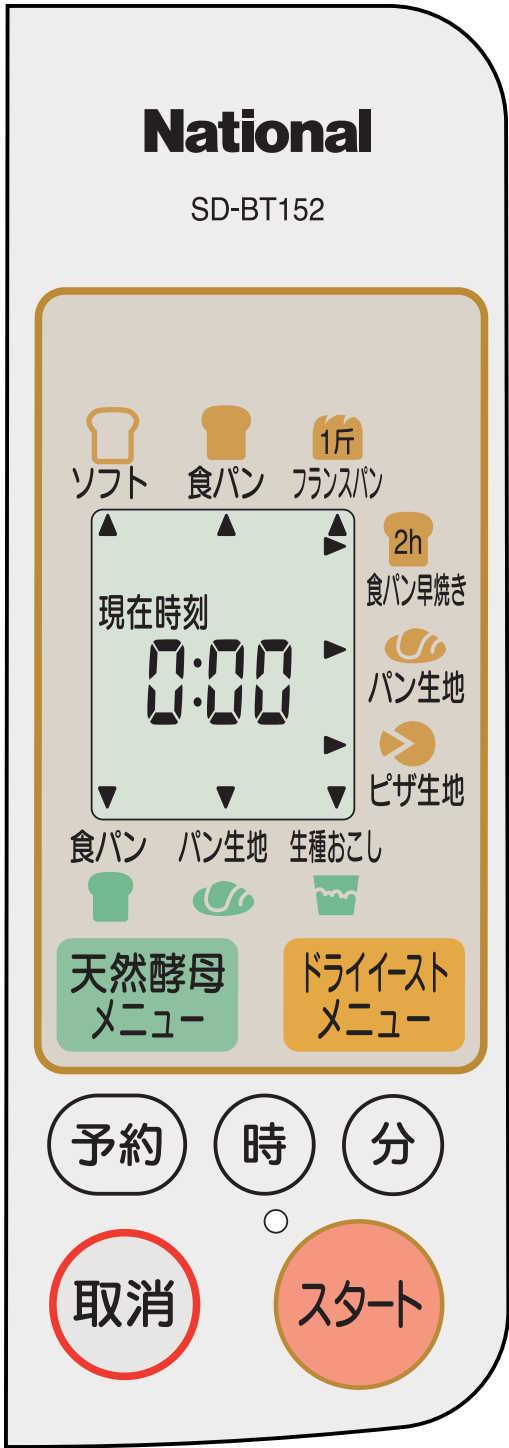 National
SD-BT152
1斤
ソフト 食パン フランスパン
2h
食パン早焼き
現在時刻
0:00
パン生地
ピザ生地
食パン パン生地 生種おこし
天然酵母
メニュー
ドライイースト
メニュー
予約 時 分
取消 スタート